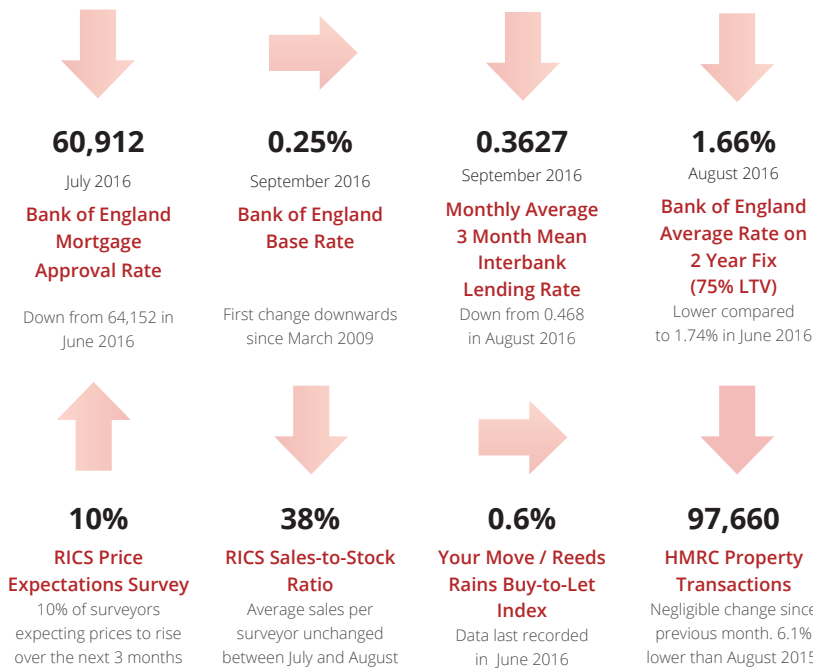 60,912
July 2016
Bank of England
Mortgage
Approval Rate
Down from 64,152 in
June 2016
0.25%
September 2016
Bank of England
Base Rate
First change downwards
since March 2009
0.3627
September 2016
Monthly Average
3 Month Mean
Interbank
Lending Rate
Down from 0.468
in August 2016
1.66%
August 2016
Bank of England
Average Rate on
2 Year Fix
(75% LTV)
Lower compared
to 1.74% in June 2016
10%
RICS Price
Expectations Survey
10% of surveyors
expecting prices to rise
over the next 3 months
38%
RICS Sales-to-Stock
Ratio
Average sales per
surveyor unchanged
between July and August
0.6%
Your Move / Reeds
Rains Buy-to-Let
Index
Data last recorded
in June 2016
97,660
HMRC Property
Transactions
Negligible change since
previous month. 6.1%
lower than August 2015